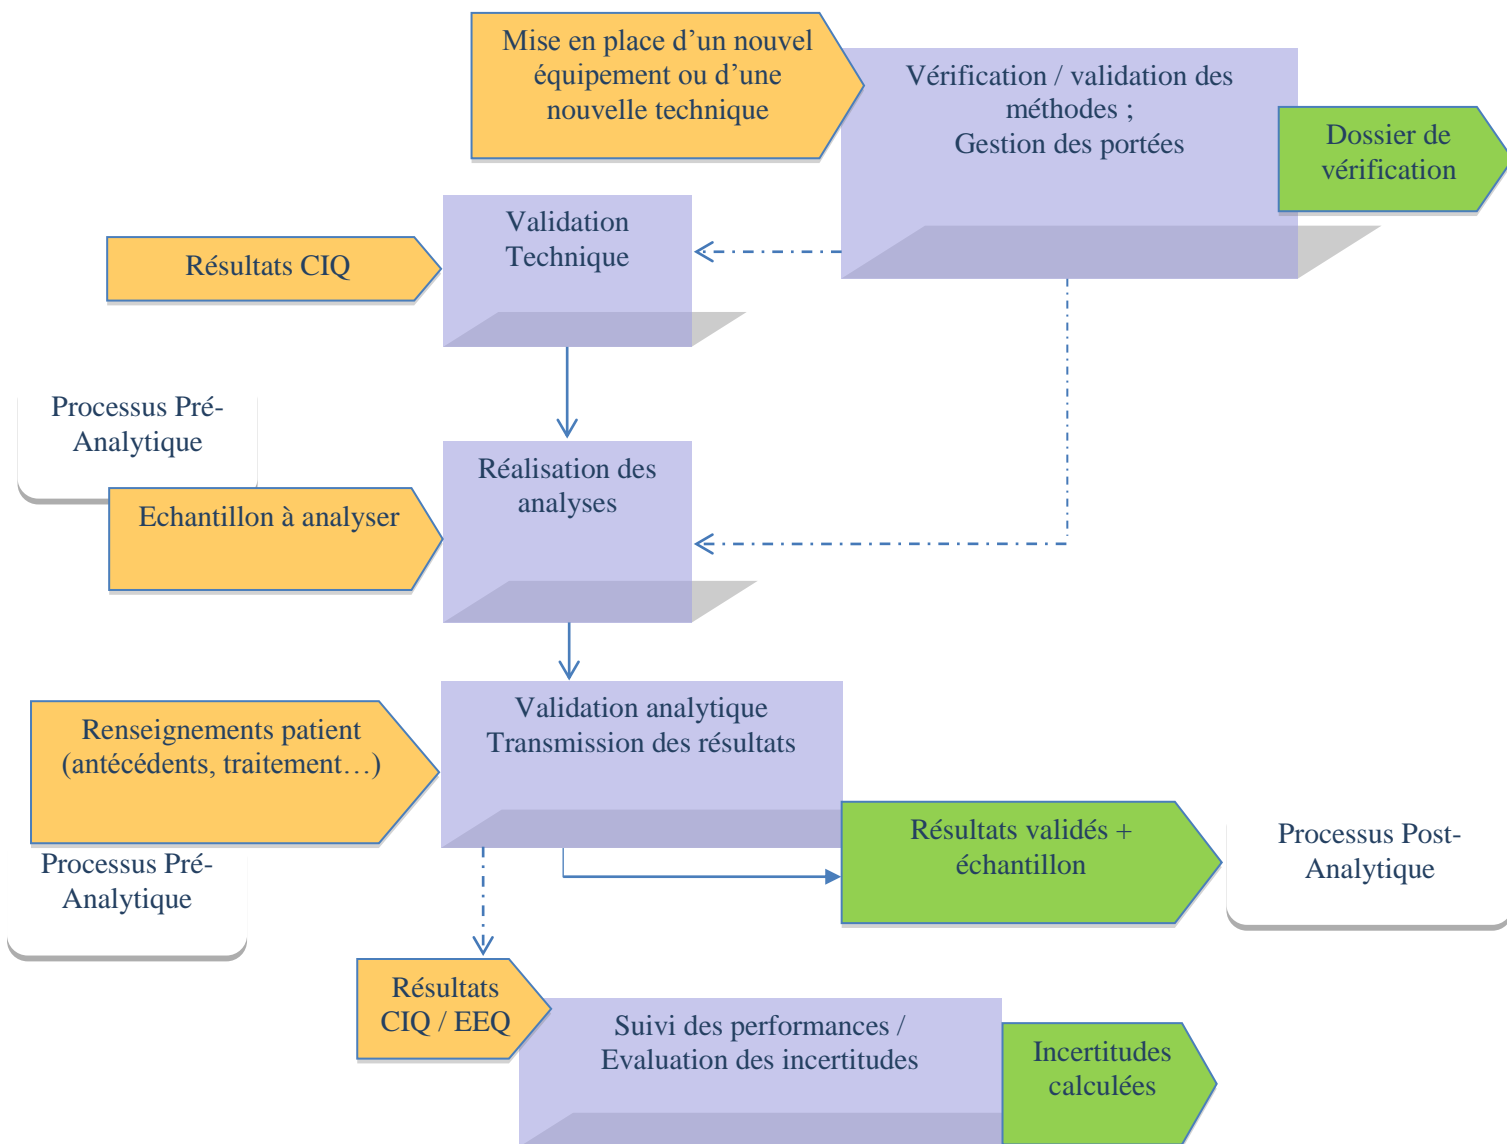 Mise en place d’un nouvel
équipement ou d’une
nouvelle technique
Vérification / validation des
méthodes ;
Gestion des portées
Dossier de
vérification
Validation
Technique
Résultats CIQ
Processus Pré-
Analytique
Réalisation des
analyses
Echantillon à analyser
Validation analytique
Transmission des résultats
Renseignements patient
(antécédents, traitement…)
Processus Pré-
Analytique
Résultats validés +
échantillon
Processus Post-
Analytique
Résultats
CIQ / EEQ
Suivi des performances /
Evaluation des incertitudes
Incertitudes
calculées